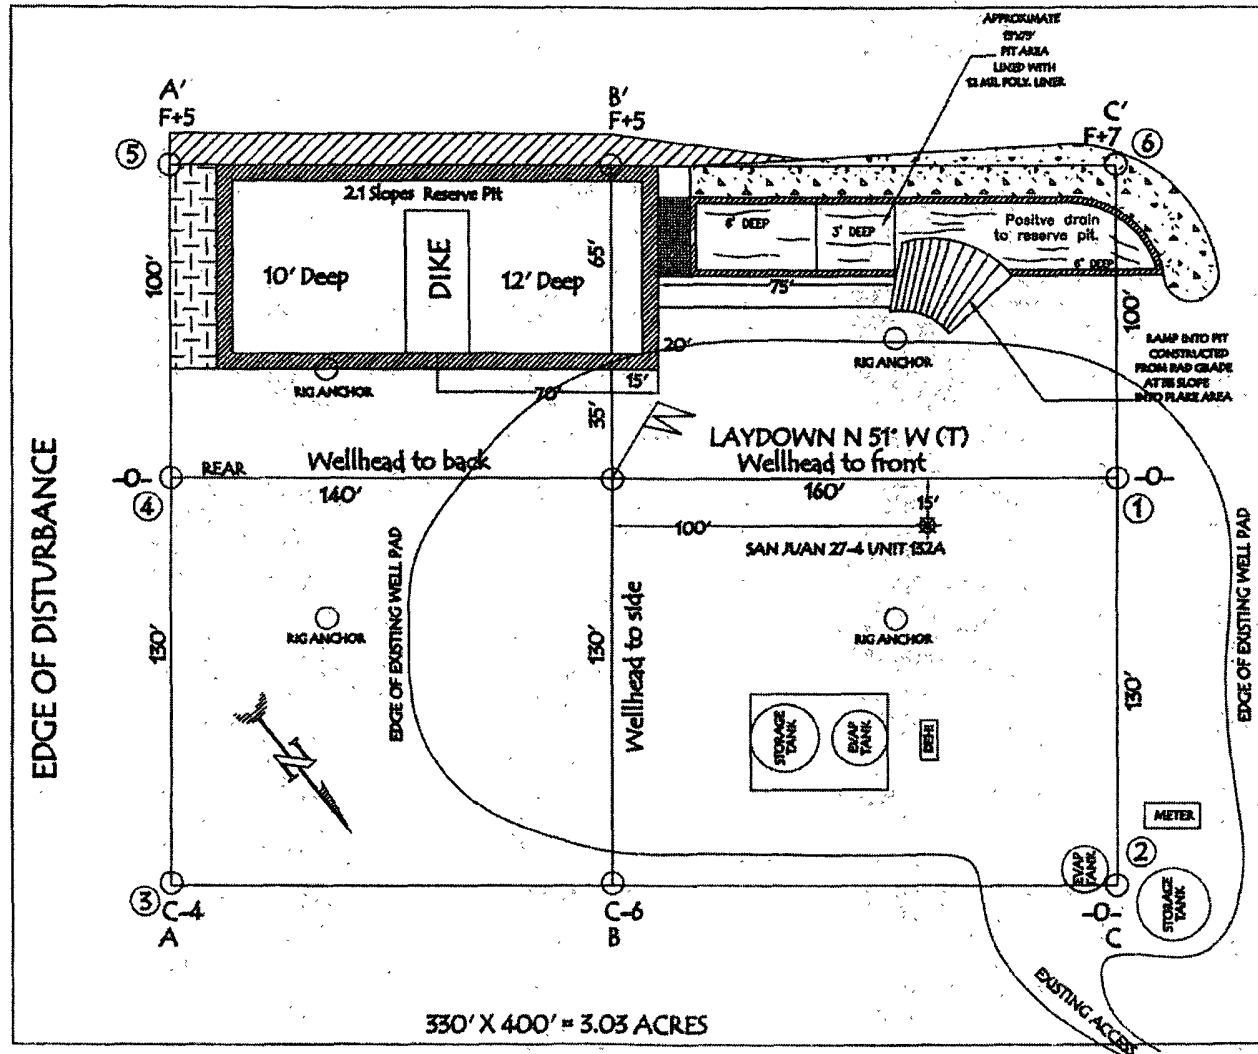 APPROXIMATE
PIT AREA
LINED WITH
12 MIL POLY. LINER
A'
F+5
B'
F+5
C'
F+7
5
6
2:1 Slopes Reserve Pit
10' Deep
DIKE
12' Deep
65'
6' DEEP
3' DEEP
Positve drain
to reserve pit.
6' DEEP
100'
75'
100'
20'
RIG ANCHOR
RIG ANCHOR
RAMP INTO PIT
CONSTRUCTED
FROM PAD GRADE
INTO FLARE AREA
15'
70'
35'
LAYDOWN N 51° W (T)
REAR
Wellhead to back
Wellhead to front
-0-
4
140'
160'
-0-
1
15'
100'
SAN JUAN 27-4 UNIT 132A
EDGE OF DISTURBANCE
EDGE OF EXISTING WELL PAD
EDGE OF EXISTING WELL PAD
RIG ANCHOR
RIG ANCHOR
130'
130'
Wellhead to side
130'
N
STORAGE
TANK
EVAP
TANK
DEHI
METER
2
EVAP
TANK
STORAGE
TANK
3
C-4
A
C-6
B
-0-
C
EXISTING ACCESS
330' X 400' = 3.03 ACRES